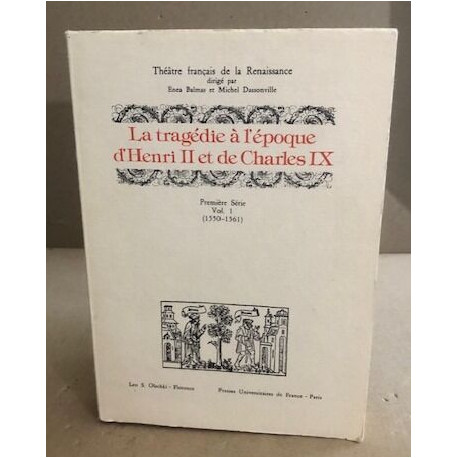 Théâtre français de la Renaissance
dirigé par
Enea Balmas et Michel Dassonville
La tragédie à l'époque
d'Henri II et de Charles IX
Première Série
Vol. 1
(1550-1561)
Leo S. Olschki - Florence Presses Universitaires de France - Paris